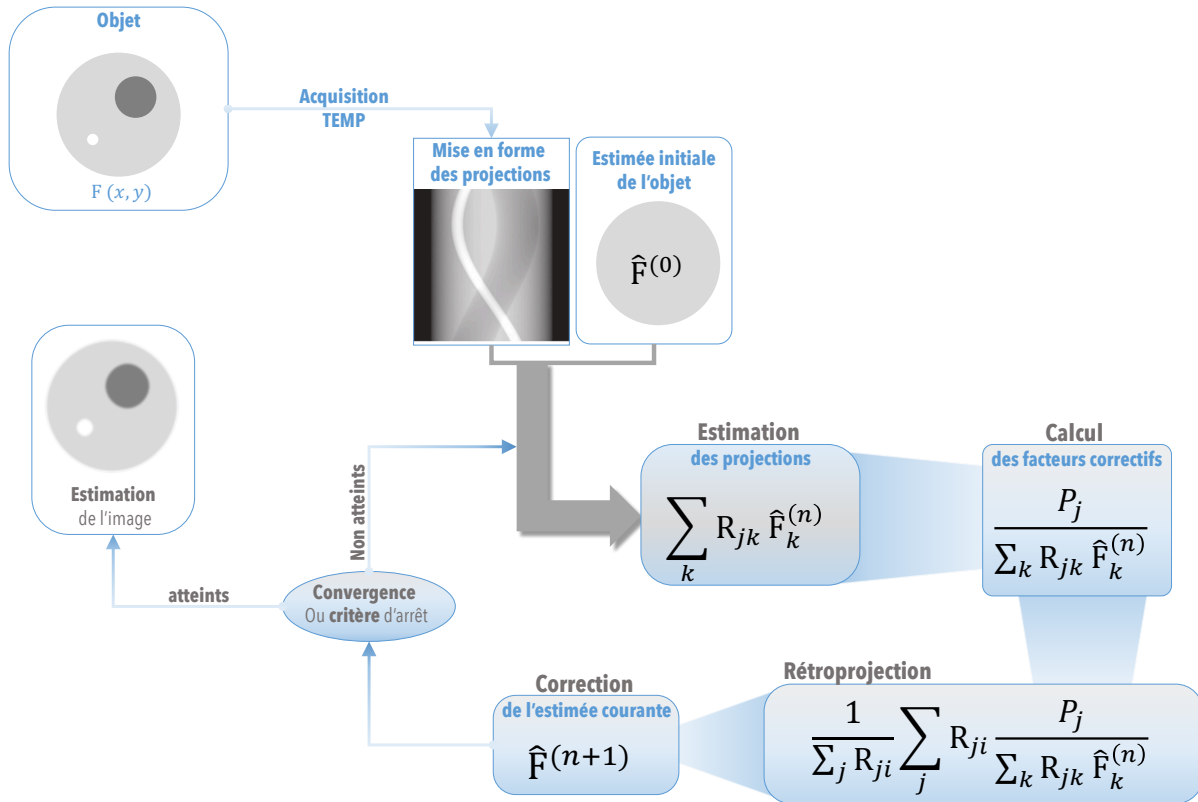 Objet
F (x, y)
Acquisition
TEMP
Mise en forme
des projections
Estimée initiale
de l'objet
F̂⁽⁰⁾
Estimation
des projections
∑ₖ Rⱼₖ F̂ₖ⁽ⁿ⁾
Calcul
des facteurs correctifs
Pⱼ / ∑ₖ Rⱼₖ F̂ₖ⁽ⁿ⁾
Rétroprojection
1 / ∑ⱼ Rⱼᵢ ∑ⱼ Rⱼᵢ Pⱼ / ∑ₖ Rⱼₖ F̂ₖ⁽ⁿ⁾
Correction
de l'estimée courante
F̂⁽ⁿ⁺¹⁾
Convergence
Ou critère d'arrêt
Non atteints
atteints
Estimation
de l'image